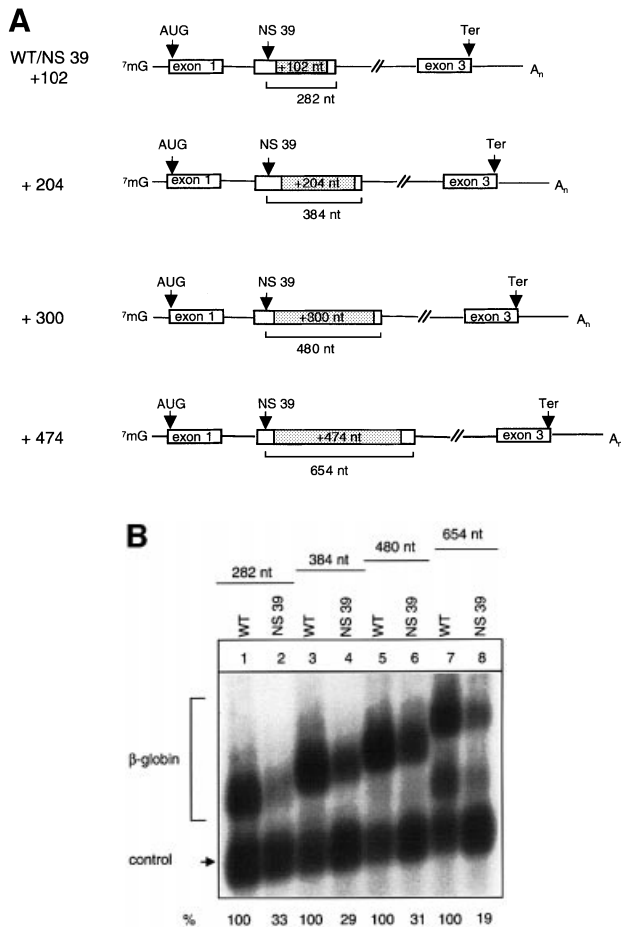 A
AUG NS 39 Ter
WT/NS 39
+102
⁷mG exon 1 +102 nt exon 3 Aₙ
282 nt
AUG NS 39 Ter
+ 204
⁷mG exon 1 +204 nt exon 3 Aₙ
384 nt
AUG NS 39 Ter
+ 300
⁷mG exon 1 +300 nt exon 3 Aₙ
480 nt
AUG NS 39 Ter
+ 474
⁷mG exon 1 +474 nt exon 3
654 nt
B
282 nt 384 nt 480 nt 654 nt
WT NS 39 WT NS 39 WT NS 39 WT NS 39
1 2 3 4 5 6 7 8
β-globin
control
% 100 33 100 29 100 31 100 19